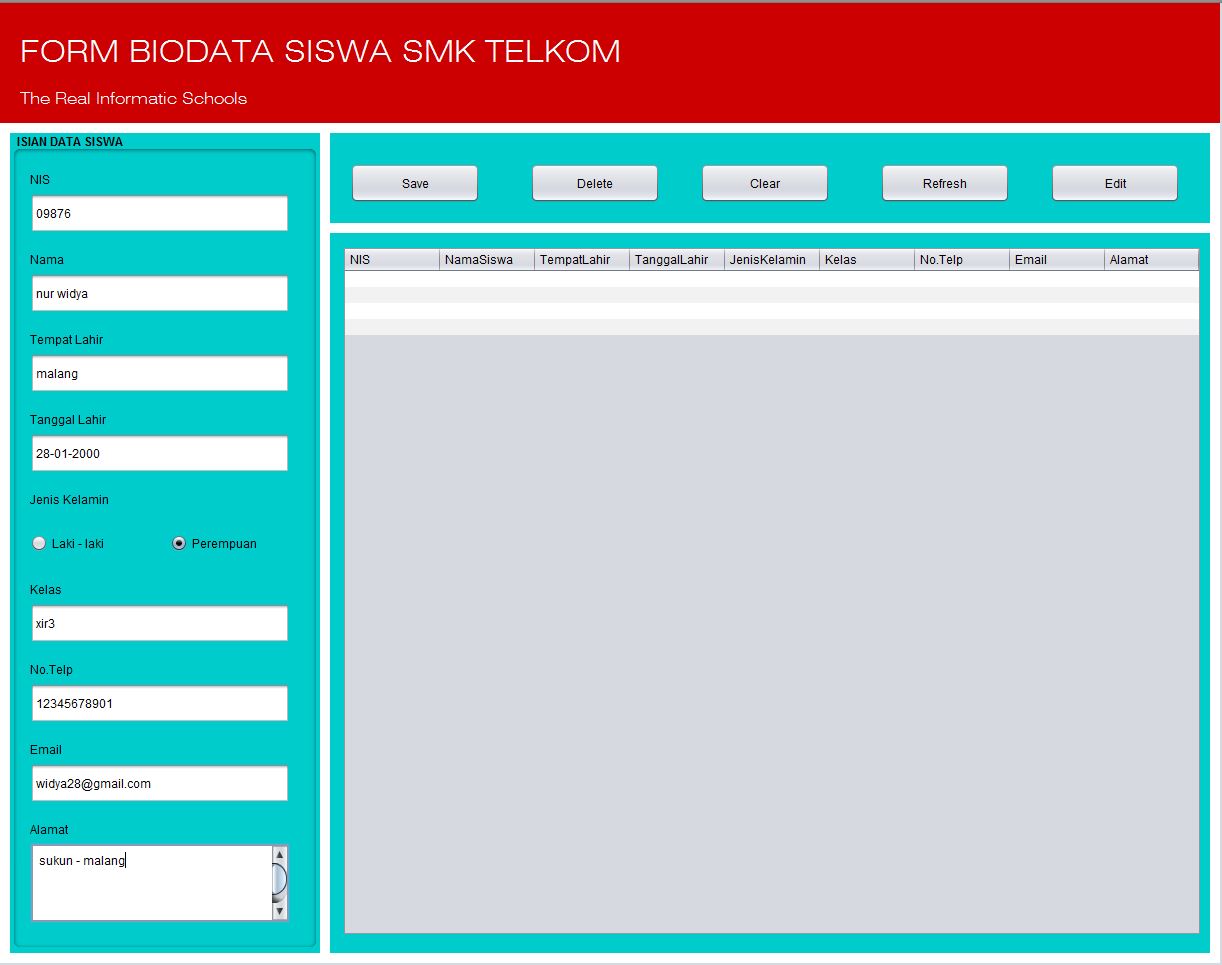 FORM BIODATA SISWA SMK TELKOM
The Real Informatic Schools
ISIAN DATA SISWA
NIS
09876
Nama
nur widya
Tempat Lahir
malang
Tanggal Lahir
28-01-2000
Jenis Kelamin
Laki - laki Perempuan
Kelas
xir3
No.Telp
12345678901
Email
widya28@gmail.com
Alamat
sukun - malang
Save Delete Clear Refresh Edit
NIS NamaSiswa TempatLahir TanggalLahir JenisKelamin Kelas No.Telp Email Alamat